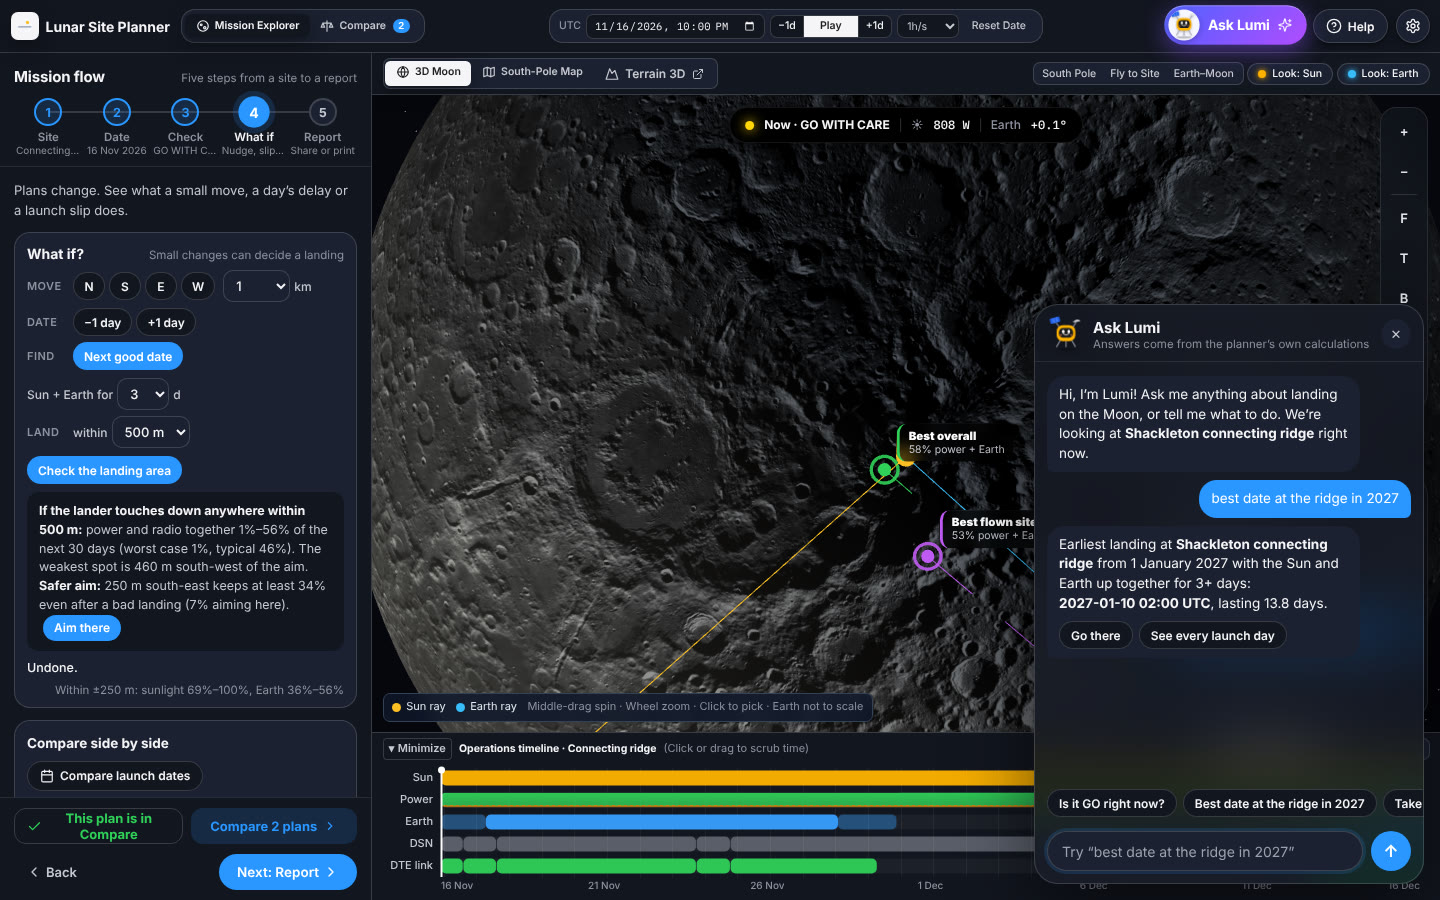 Lunar Site Planner
Mission Explorer
Compare 2
UTC 11/16/2026, 10:00 PM
−1d Play +1d
1h/s
Reset Date
Ask Lumi
Help
Mission flow
Five steps from a site to a report
1 2 3 4 5
Site Date Check What if Report
Connecting... 16 Nov 2026 GO WITH C... Nudge, slip... Share or print
Plans change. See what a small move, a day's delay or
a launch slip does.
What if?
Small changes can decide a landing
MOVE N S E W 1 km
DATE −1 day +1 day
FIND Next good date
Sun + Earth for 3 d
LAND within 500 m
Check the landing area
If the lander touches down anywhere within
500 m: power and radio together 1%–56% of the
next 30 days (worst case 1%, typical 46%). The
weakest spot is 460 m south-west of the aim.
Safer aim: 250 m south-east keeps at least 34%
even after a bad landing (7% aiming here).
Aim there
Undone.
Within ±250 m: sunlight 69%–100%, Earth 36%–56%
Compare side by side
Compare launch dates
This plan is in
Compare
Compare 2 plans
Back
Next: Report
3D Moon
South-Pole Map
Terrain 3D
South Pole Fly to Site Earth–Moon
Look: Sun
Look: Earth
Now · GO WITH CARE 808 W Earth +0.1°
+
−
F
T
B
Best overall
58% power + Earth
Best flown site
53% power + Ea
Sun ray Earth ray Middle-drag spin · Wheel zoom · Click to pick · Earth not to scale
▾ Minimize Operations timeline · Connecting ridge (Click or drag to scrub time)
Sun
Power
Earth
DSN
DTE link
16 Nov 21 Nov 26 Nov 1 Dec 6 Dec 11 Dec 16 Dec
Ask Lumi
Answers come from the planner's own calculations
Hi, I'm Lumi! Ask me anything about landing
on the Moon, or tell me what to do. We're
looking at Shackleton connecting ridge right
now.
best date at the ridge in 2027
Earliest landing at Shackleton connecting
ridge from 1 January 2027 with the Sun and
Earth up together for 3+ days:
2027-01-10 02:00 UTC, lasting 13.8 days.
Go there
See every launch day
Is it GO right now?
Best date at the ridge in 2027
Take
Try “best date at the ridge in 2027”